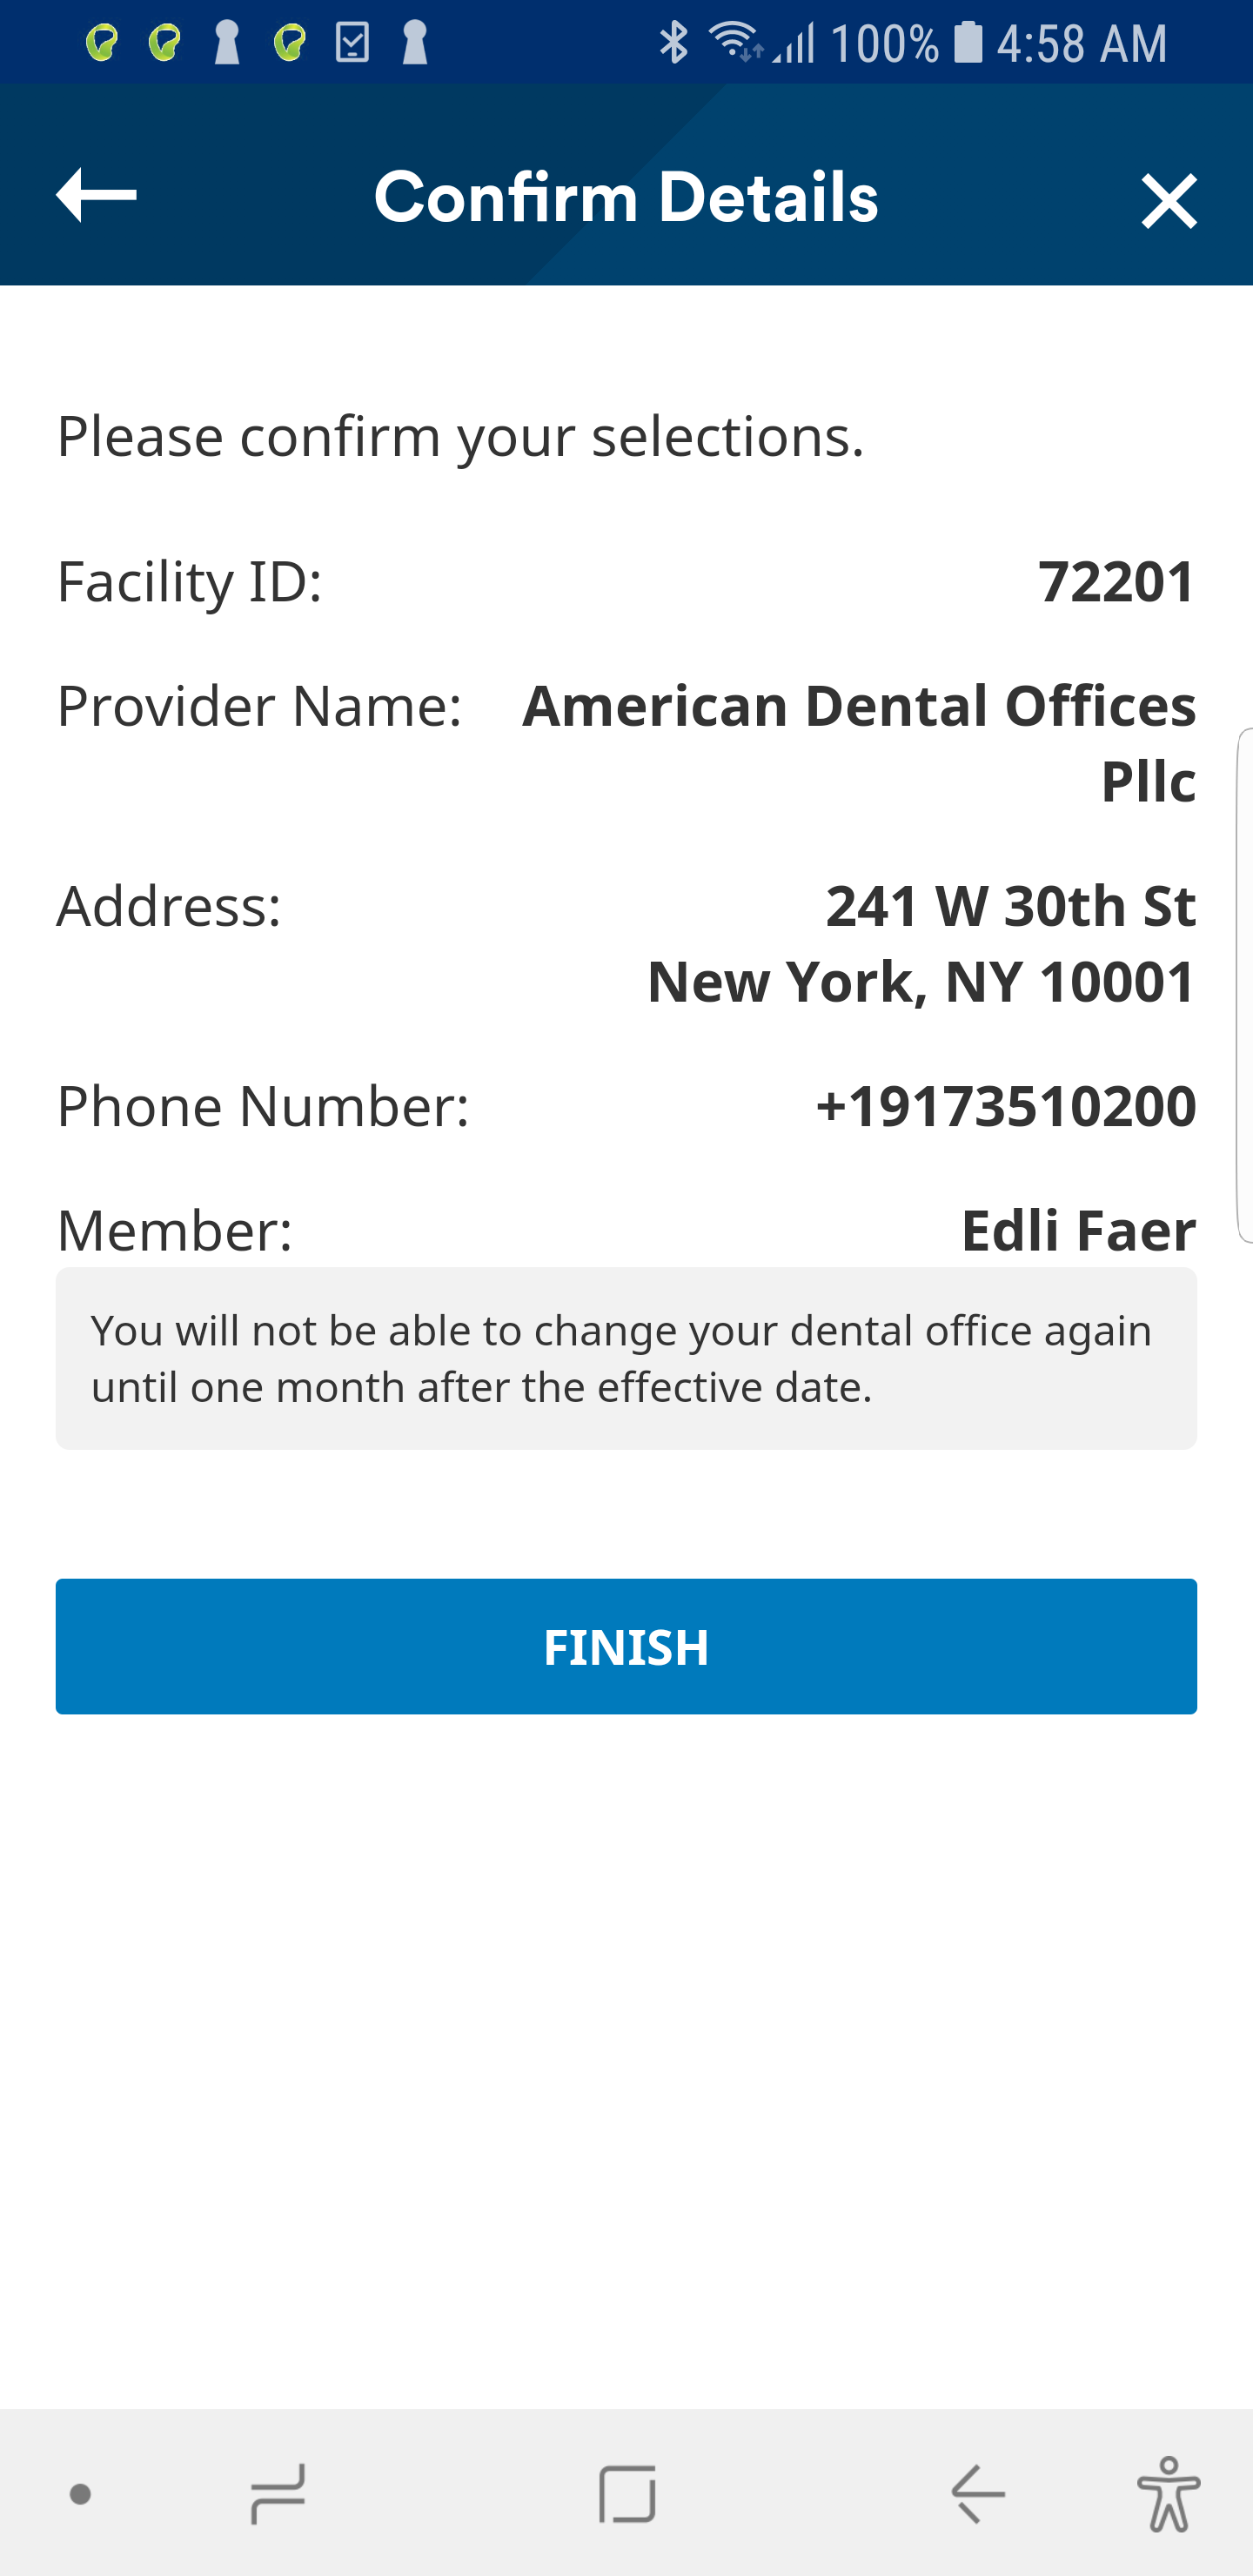 100% 4:58 AM
Confirm Details
Please confirm your selections.
Facility ID: 72201
Provider Name: American Dental Offices
Pllc
Address: 241 W 30th St
New York, NY 10001
Phone Number: +19173510200
Member: Edli Faer
You will not be able to change your dental office again
until one month after the effective date.
FINISH